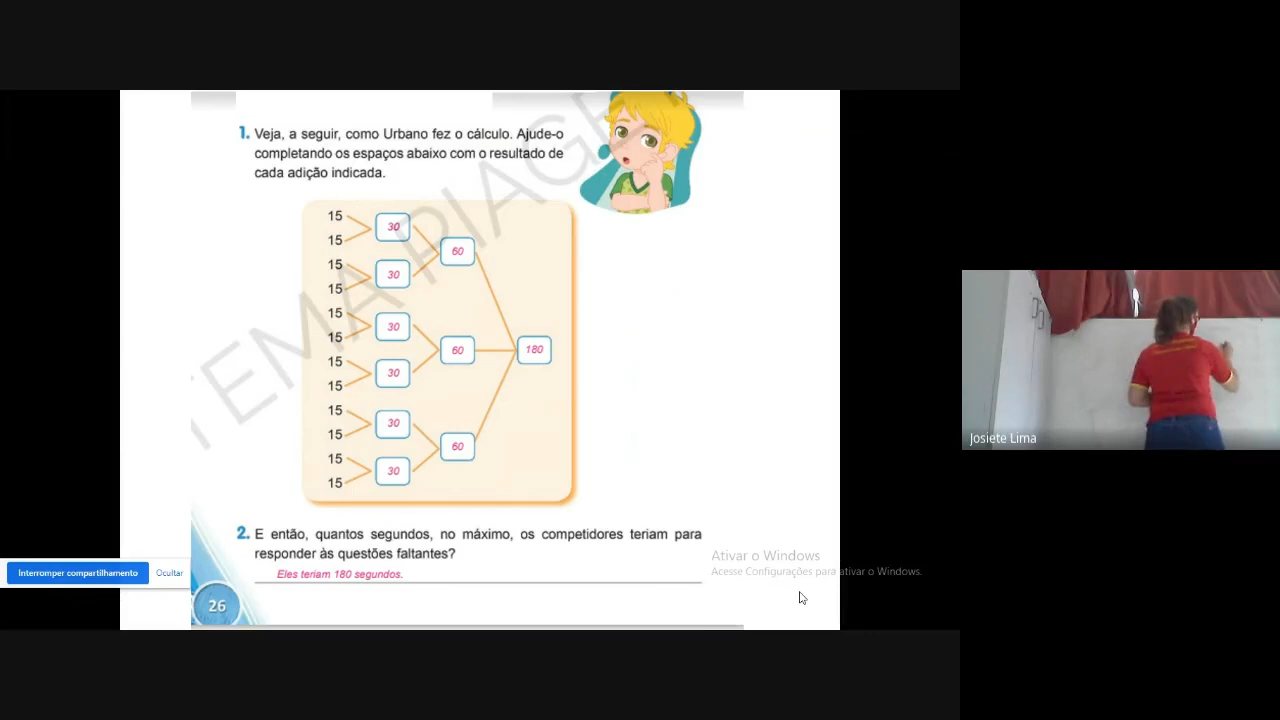 1. Veja, a seguir, como Urbano fez o cálculo. Ajude-o
completando os espaços abaixo com o resultado de
cada adição indicada.
15
15
30
15
15
30
60
15
15
30
15
15
30
60
15
15
30
15
15
30
60
180
TEMA PIAGE
2. E então, quantos segundos, no máximo, os competidores teriam para
responder às questões faltantes?
Eles teriam 180 segundos.
26
Interromper compartilhamento
Ocultar
Ativar o Windows
Acesse Configurações para ativar o Windows.
Josiete Lima